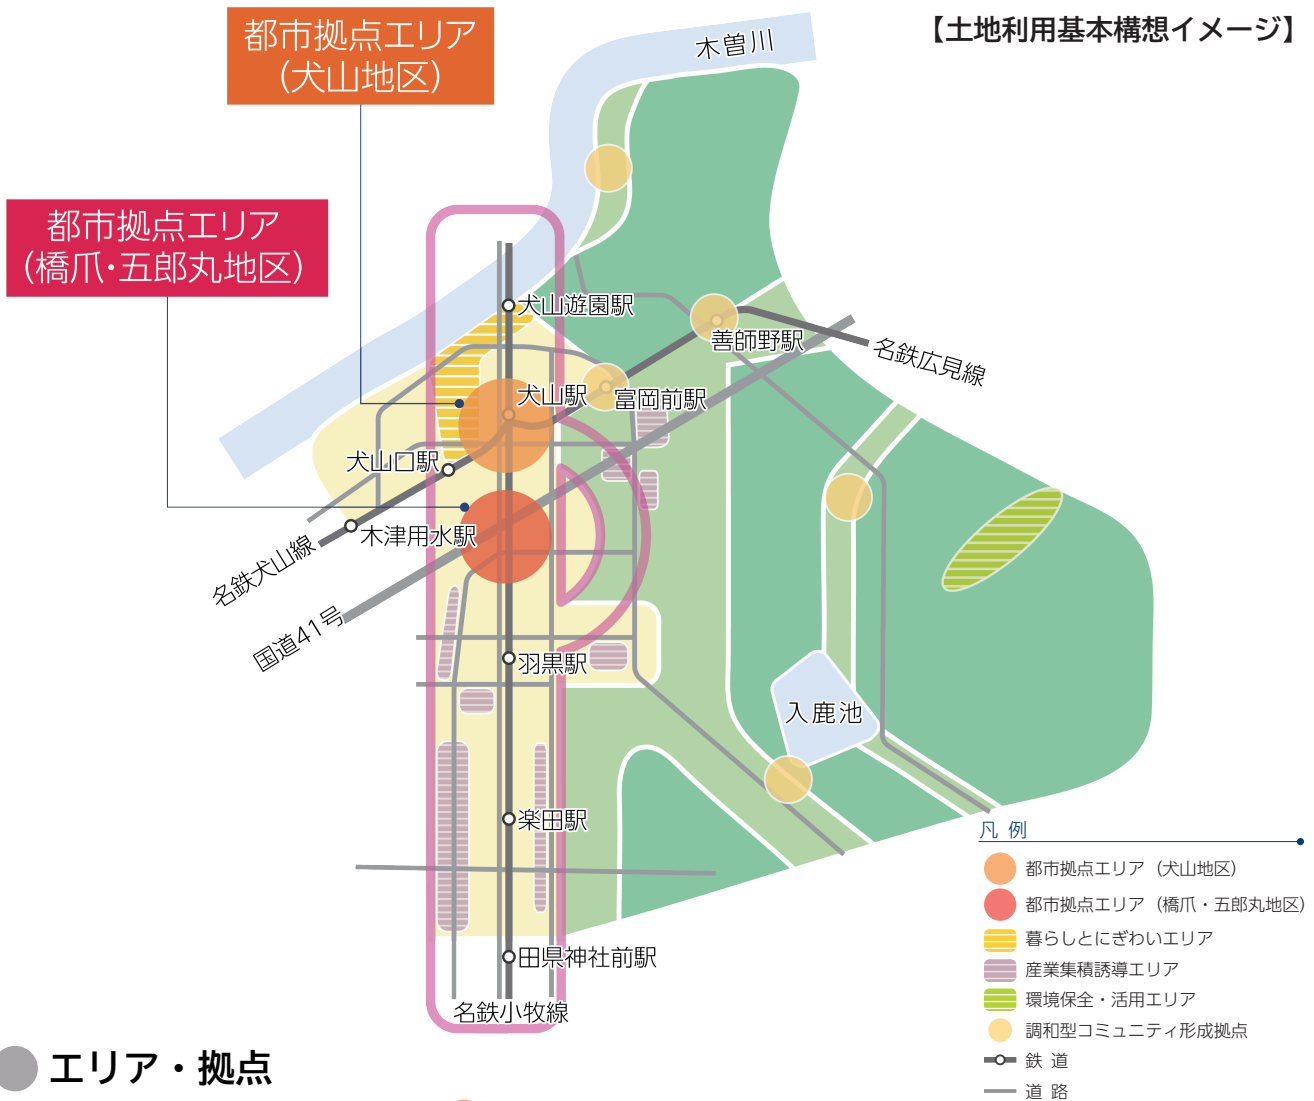 【土地利用基本構想イメージ】
都市拠点エリア
(犬山地区)
木曽川
都市拠点エリア
(橋爪・五郎丸地区)
犬山遊園駅
善師野駅
名鉄広見線
犬山駅
富岡前駅
犬山口駅
木津用水駅
名鉄犬山線
国道41号
羽黒駅
入鹿池
楽田駅
田県神社前駅
名鉄小牧線
凡 例
都市拠点エリア (犬山地区)
都市拠点エリア (橋爪・五郎丸地区)
暮らしとにぎわいエリア
産業集積誘導エリア
環境保全・活用エリア
調和型コミュニティ形成拠点
鉄 道
道 路
エリア・拠点